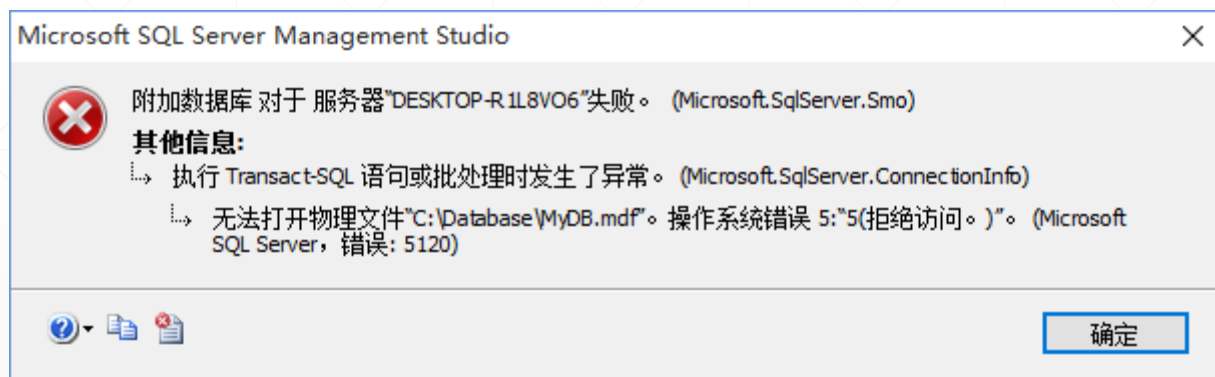 Microsoft SQL Server Management Studio
附加数据库 对于 服务器“DESKTOP-R1L8VO6”失败。 (Microsoft.SqlServer.Smo)
其他信息:
执行 Transact-SQL 语句或批处理时发生了异常。 (Microsoft.SqlServer.ConnectionInfo)
无法打开物理文件“C:\Database\MyDB.mdf”。操作系统错误 5:“5(拒绝访问。)”。 (Microsoft
SQL Server，错误: 5120)
确定